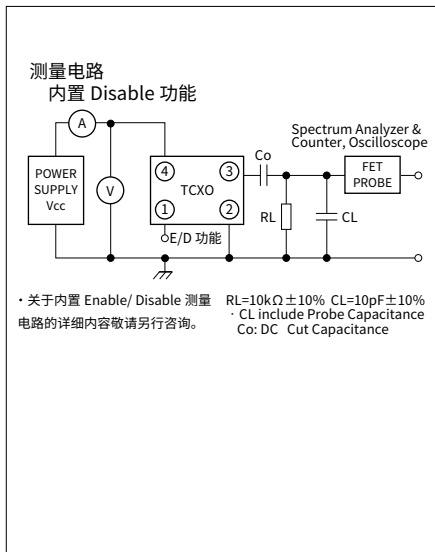 测量电路
内置 Disable 功能
A
Spectrum Analyzer &
Counter, Oscilloscope
POWER
SUPPLY
Vcc
V
4
3
TCXO
1
2
Co
FET
PROBE
RL
CL
E/D 功能
・关于内置 Enable/ Disable 测量
电路的详细内容敬请另行咨询。
RL=10kΩ±10% CL=10pF±10%
· CL include Probe Capacitance
Co: DC Cut Capacitance